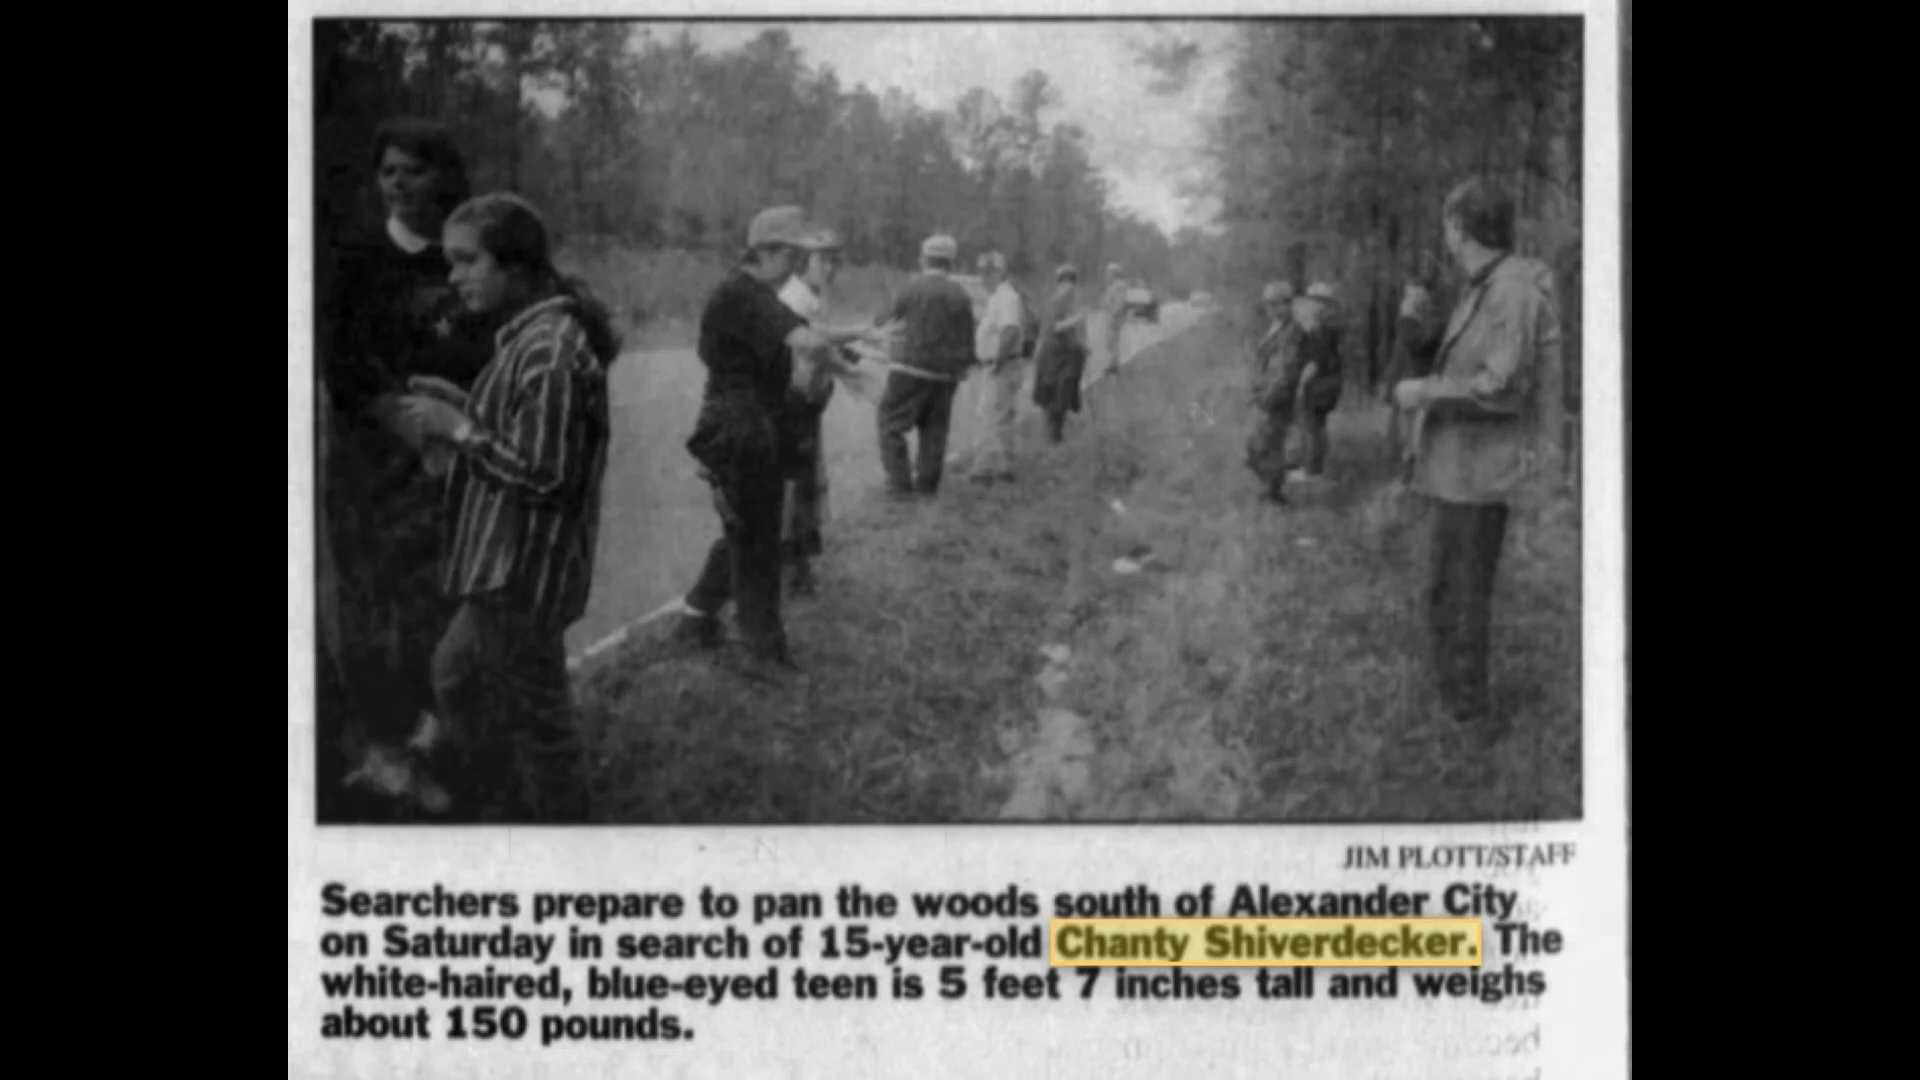 JIM PLOTT/STAFF
Searchers prepare to pan the woods south of Alexander City
on Saturday in search of 15-year-old Chanty Shiverdecker. The
white-haired, blue-eyed teen is 5 feet 7 inches tall and weighs
about 150 pounds.